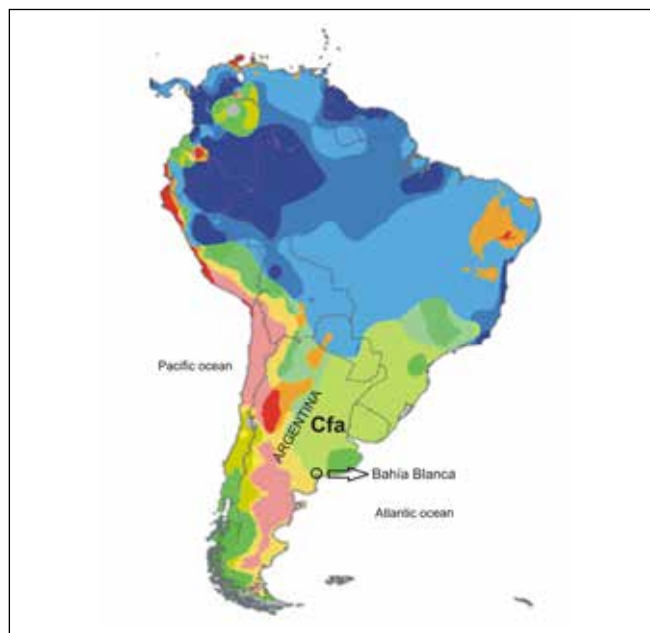 Pacific ocean
ARGENTINA
Cfa
Bahía Blanca
Atlantic ocean